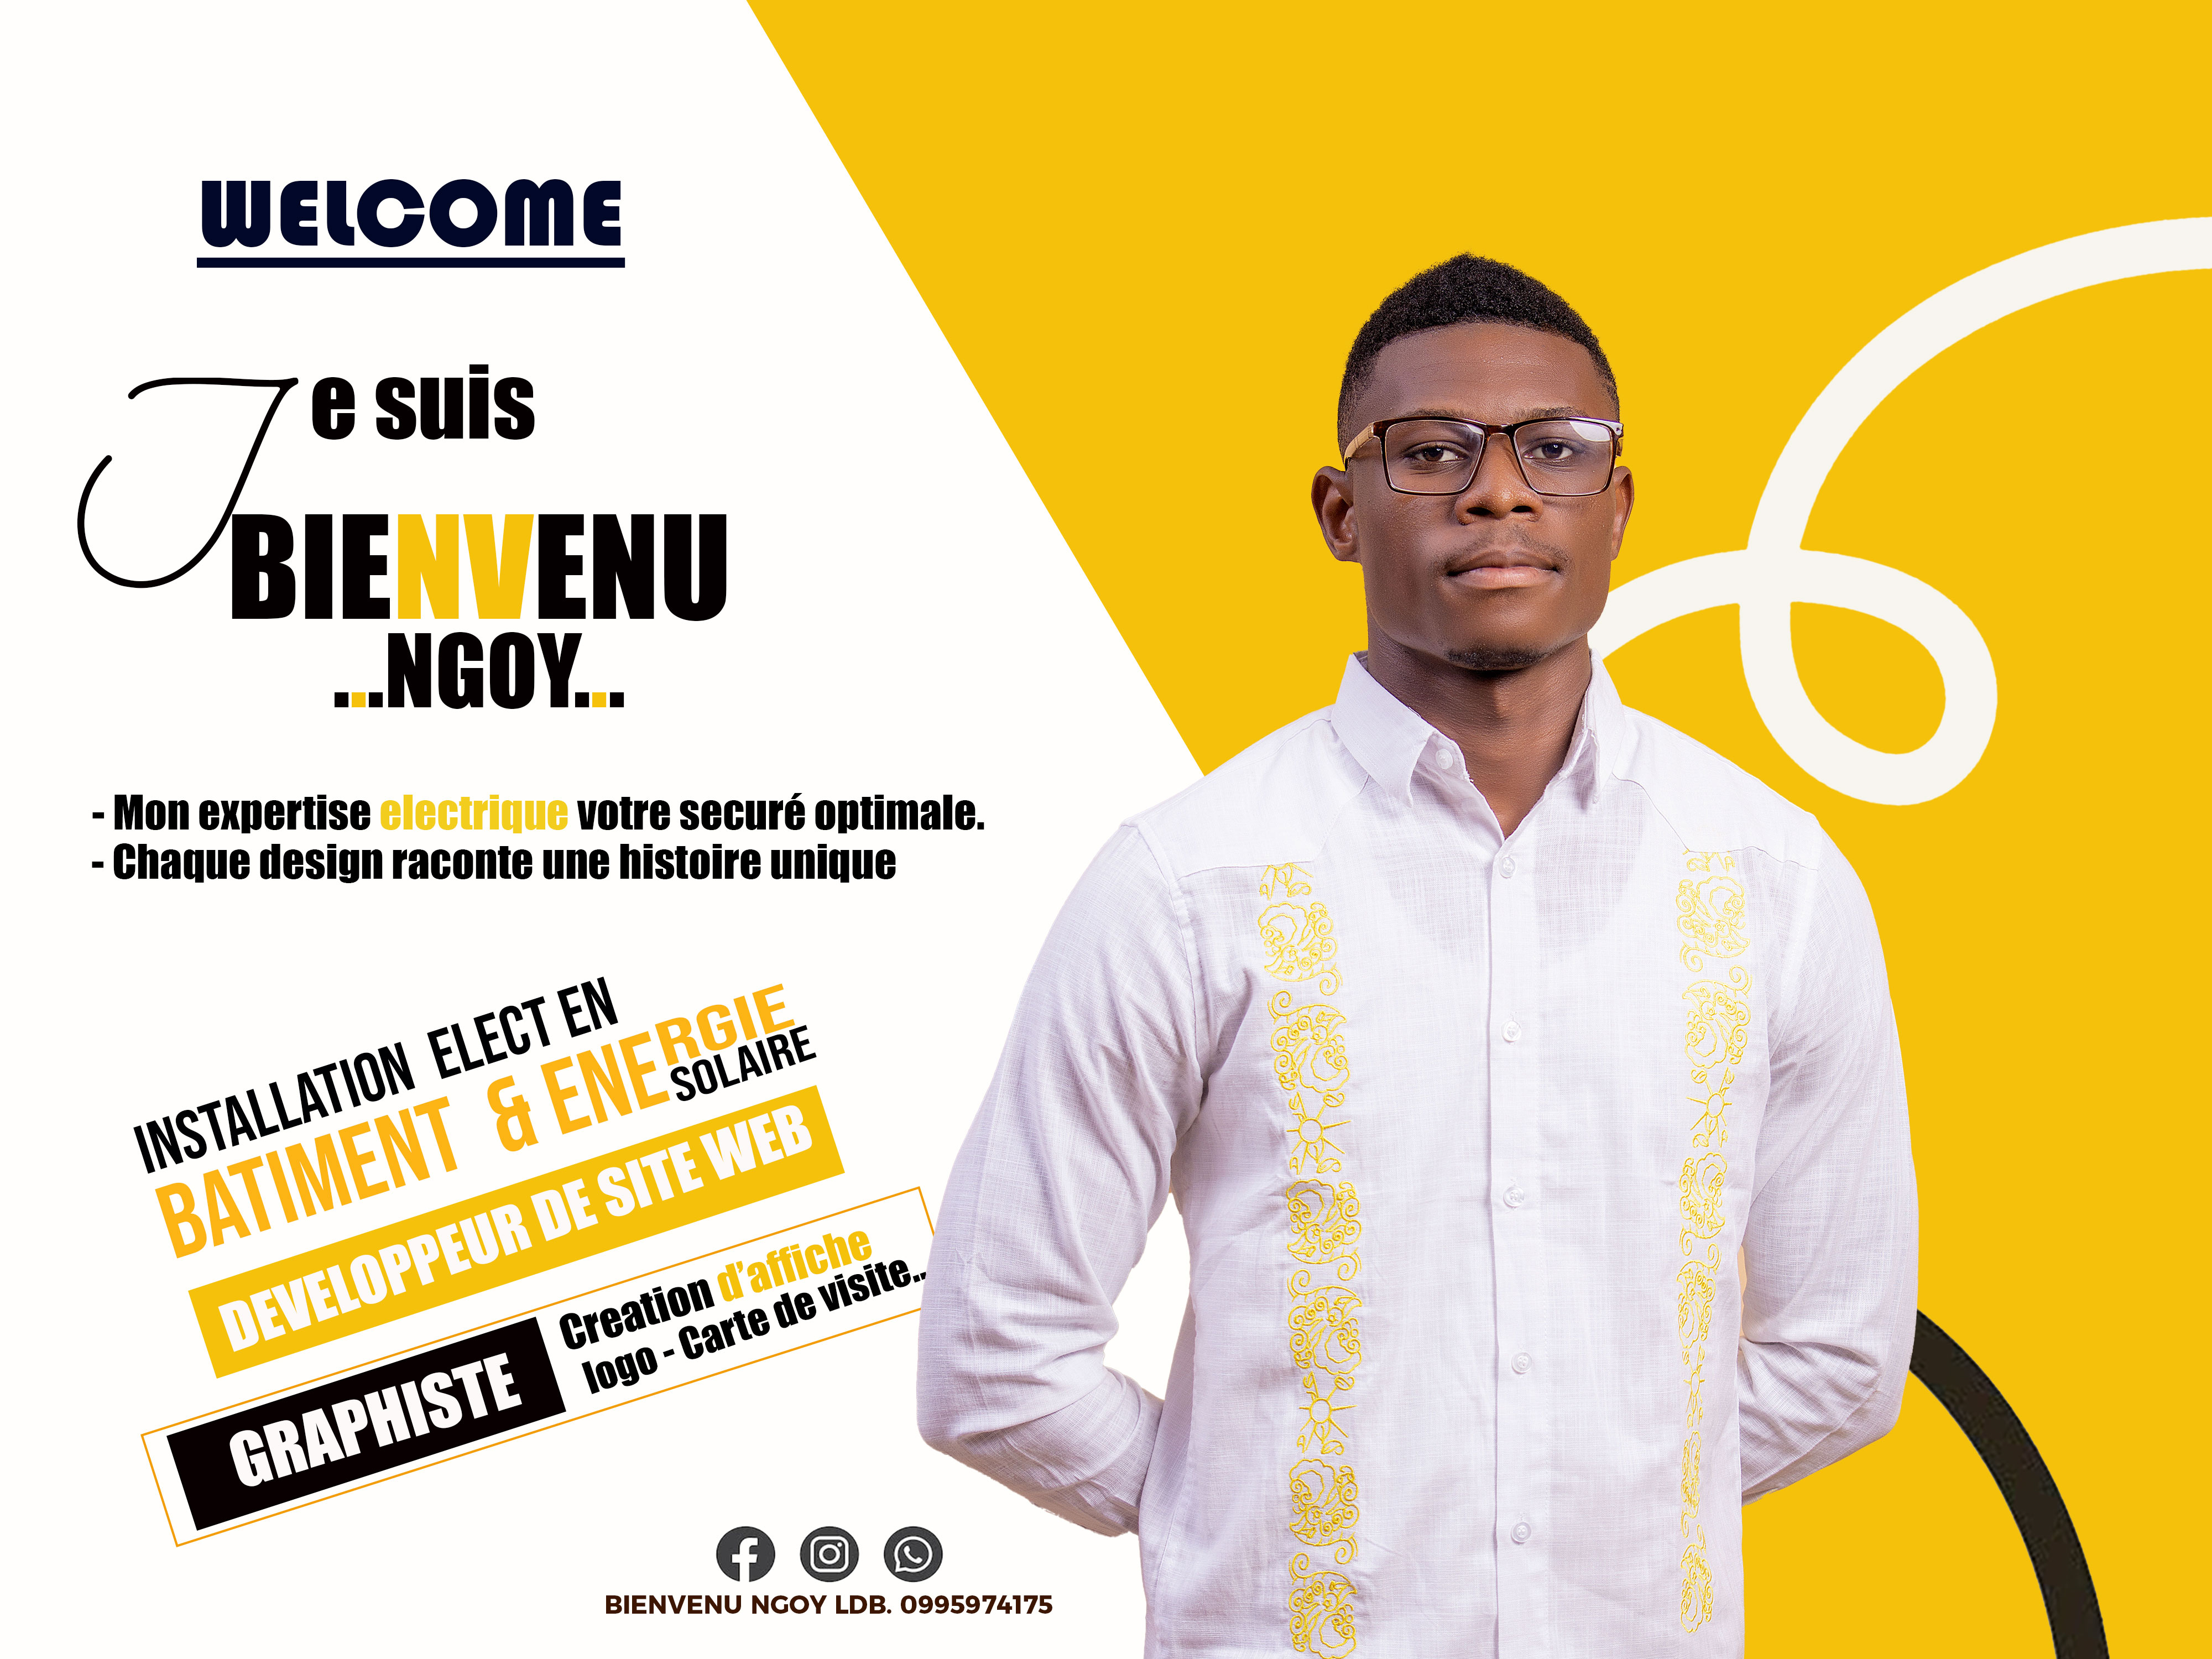 WELCOME
Je suis
BIENVENU
...NGOY...
- Mon expertise electrique votre securé optimale.
- Chaque design raconte une histoire unique
INSTALLATION ELECT EN
BATIMENT & ENERGIE
SOLAIRE
DEVELOPPEUR DE SITE WEB
GRAPHISTE
Creation d'affiche
logo - Carte de visite..
BIENVENU NGOY LDB. 0995974175